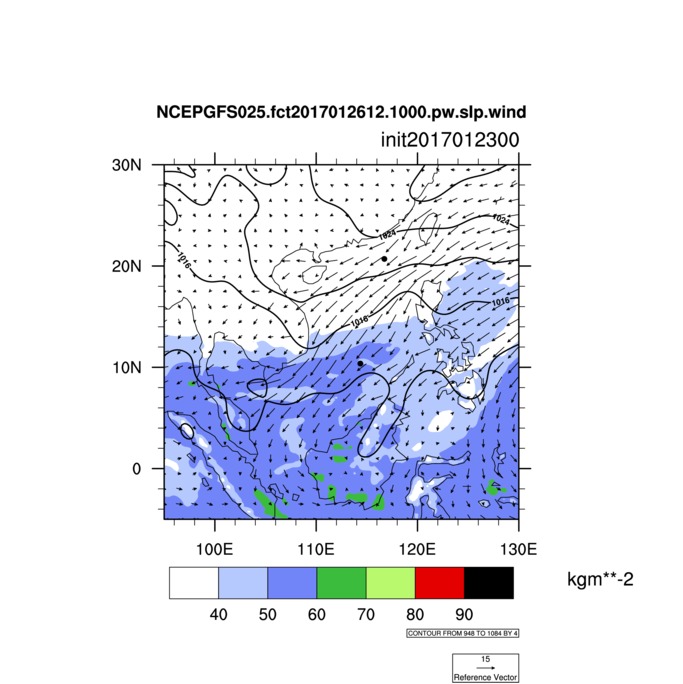 NCEPGFS025.fct2017012612.1000.pw.slp.wind
init2017012300
30N
1024
1024
1016
20N
1016
1016
10N
0
100E 110E 120E 130E
kgm**-2
40 50 60 70 80 90
CONTOUR FROM 948 TO 1084 BY 4
15
Reference Vector